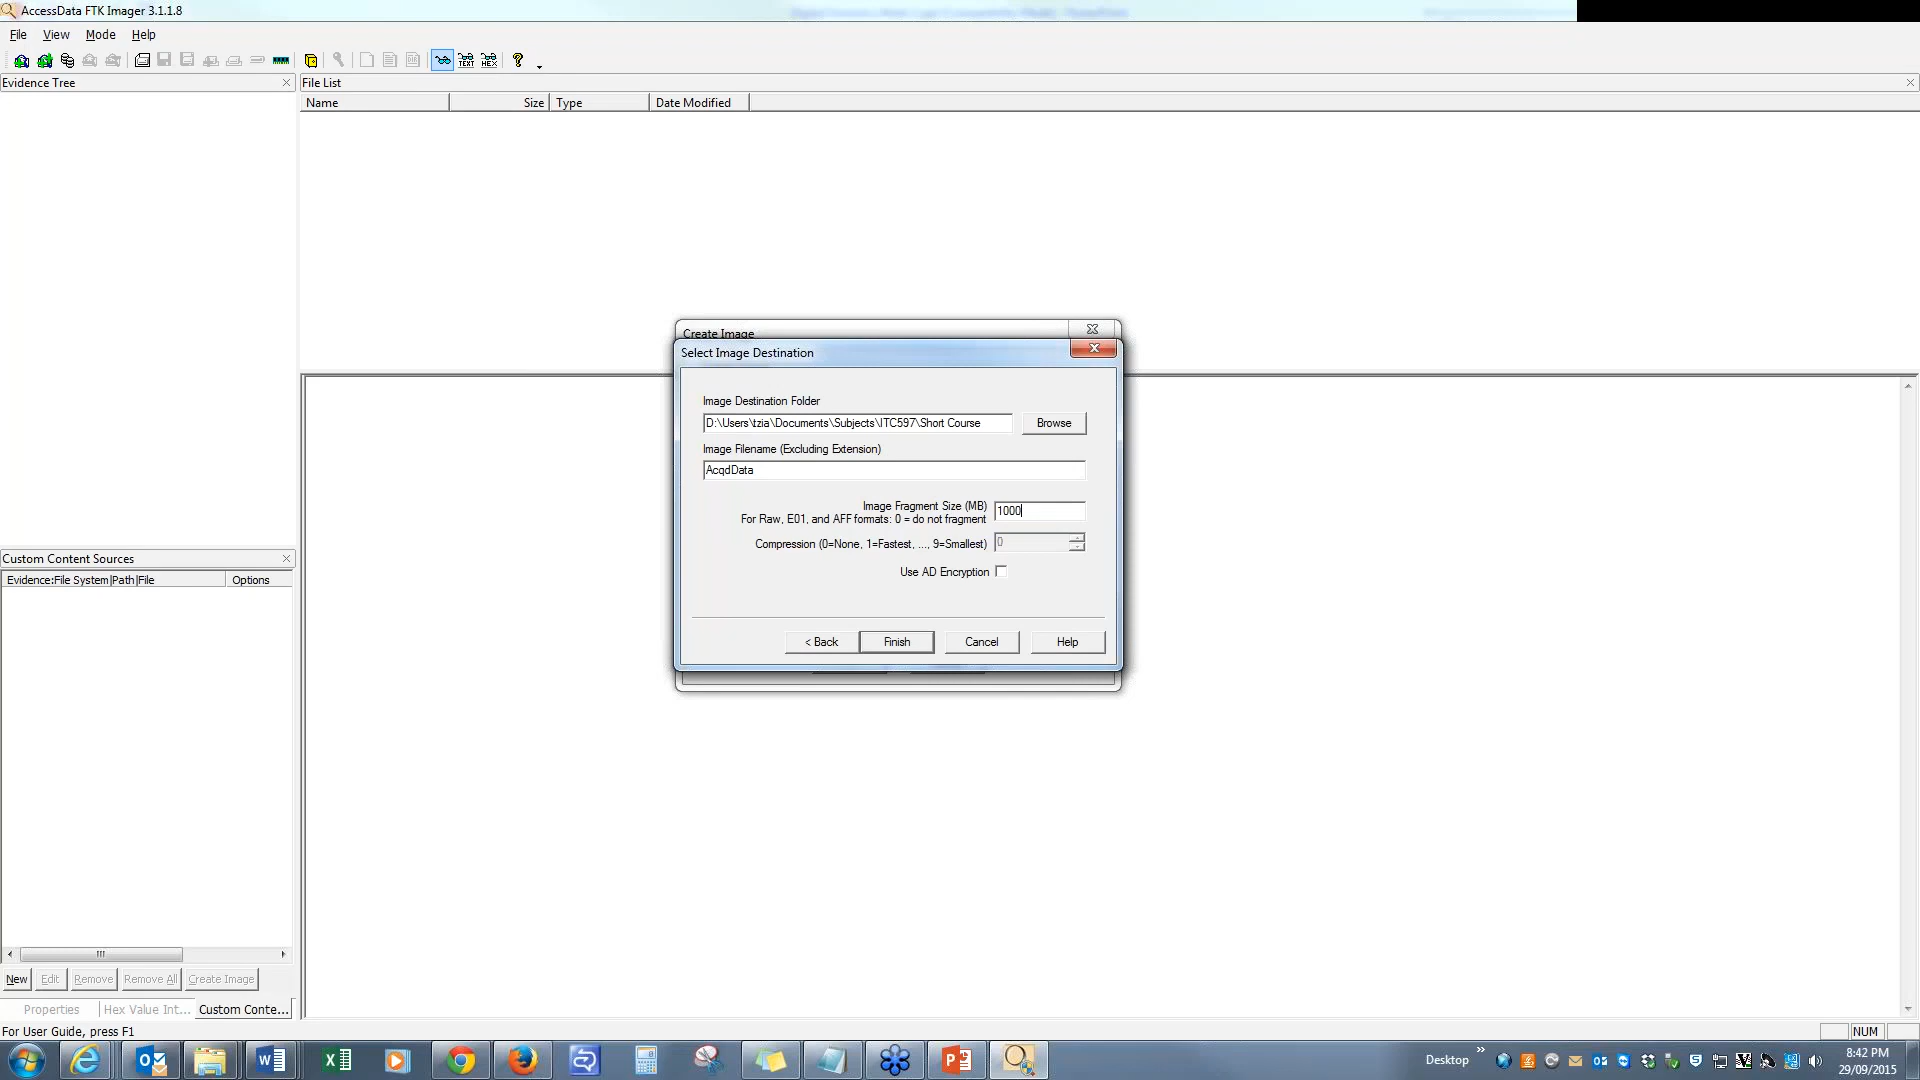 AccessData FTK Imager 3.1.1.8
File View Mode Help
TEXT HEX ?
Evidence Tree
File List
Name Size Type Date Modified
Create Image
Select Image Destination
Image Destination Folder
D:\Users\tzia\Documents\Subjects\ITC597\Short Course
Browse
Image Filename (Excluding Extension)
AcqdData
Image Fragment Size (MB)
1000
For Raw, E01, and AFF formats: 0 = do not fragment
Compression (0=None, 1=Fastest, ..., 9=Smallest)
0
Use AD Encryption
< Back Finish Cancel Help
Custom Content Sources
Evidence:File System|Path|File Options
New Edit Remove Remove All Create Image
Properties Hex Value Int... Custom Conte...
For User Guide, press F1
NUM
Desktop
8:42 PM
29/09/2015